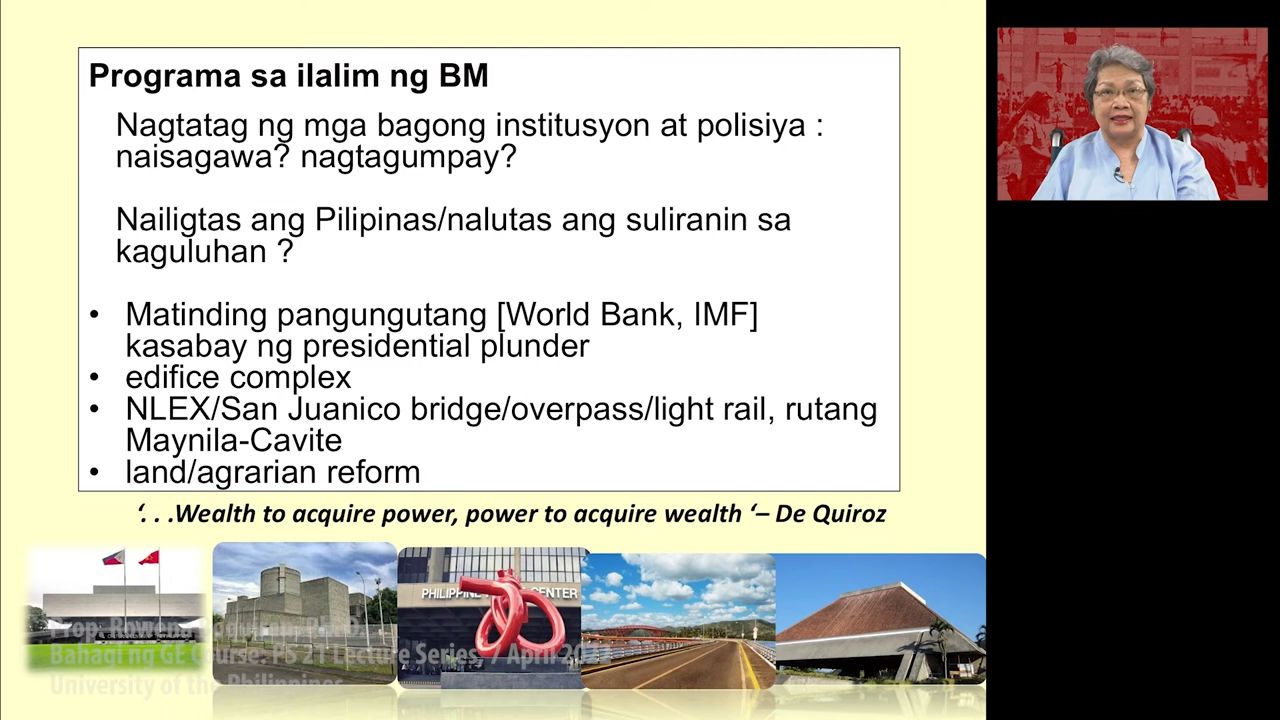 Programa sa ilalim ng BM
Nagtatag ng mga bagong institusyon at polisiya :
naisagawa? nagtagumpay?
Nailigtas ang Pilipinas/nalutas ang suliranin sa
kaguluhan ?
• Matinding pangungutang [World Bank, IMF]
kasabay ng presidential plunder
• edifice complex
• NLEX/San Juanico bridge/overpass/light rail, rutang
Maynila-Cavite
• land/agrarian reform
‘. . .Wealth to acquire power, power to acquire wealth ‘– De Quiroz
CENTER
Prop.
Bahagi ng GE Course: PS 21 Lecture Series, 7 April
University of the Philippines